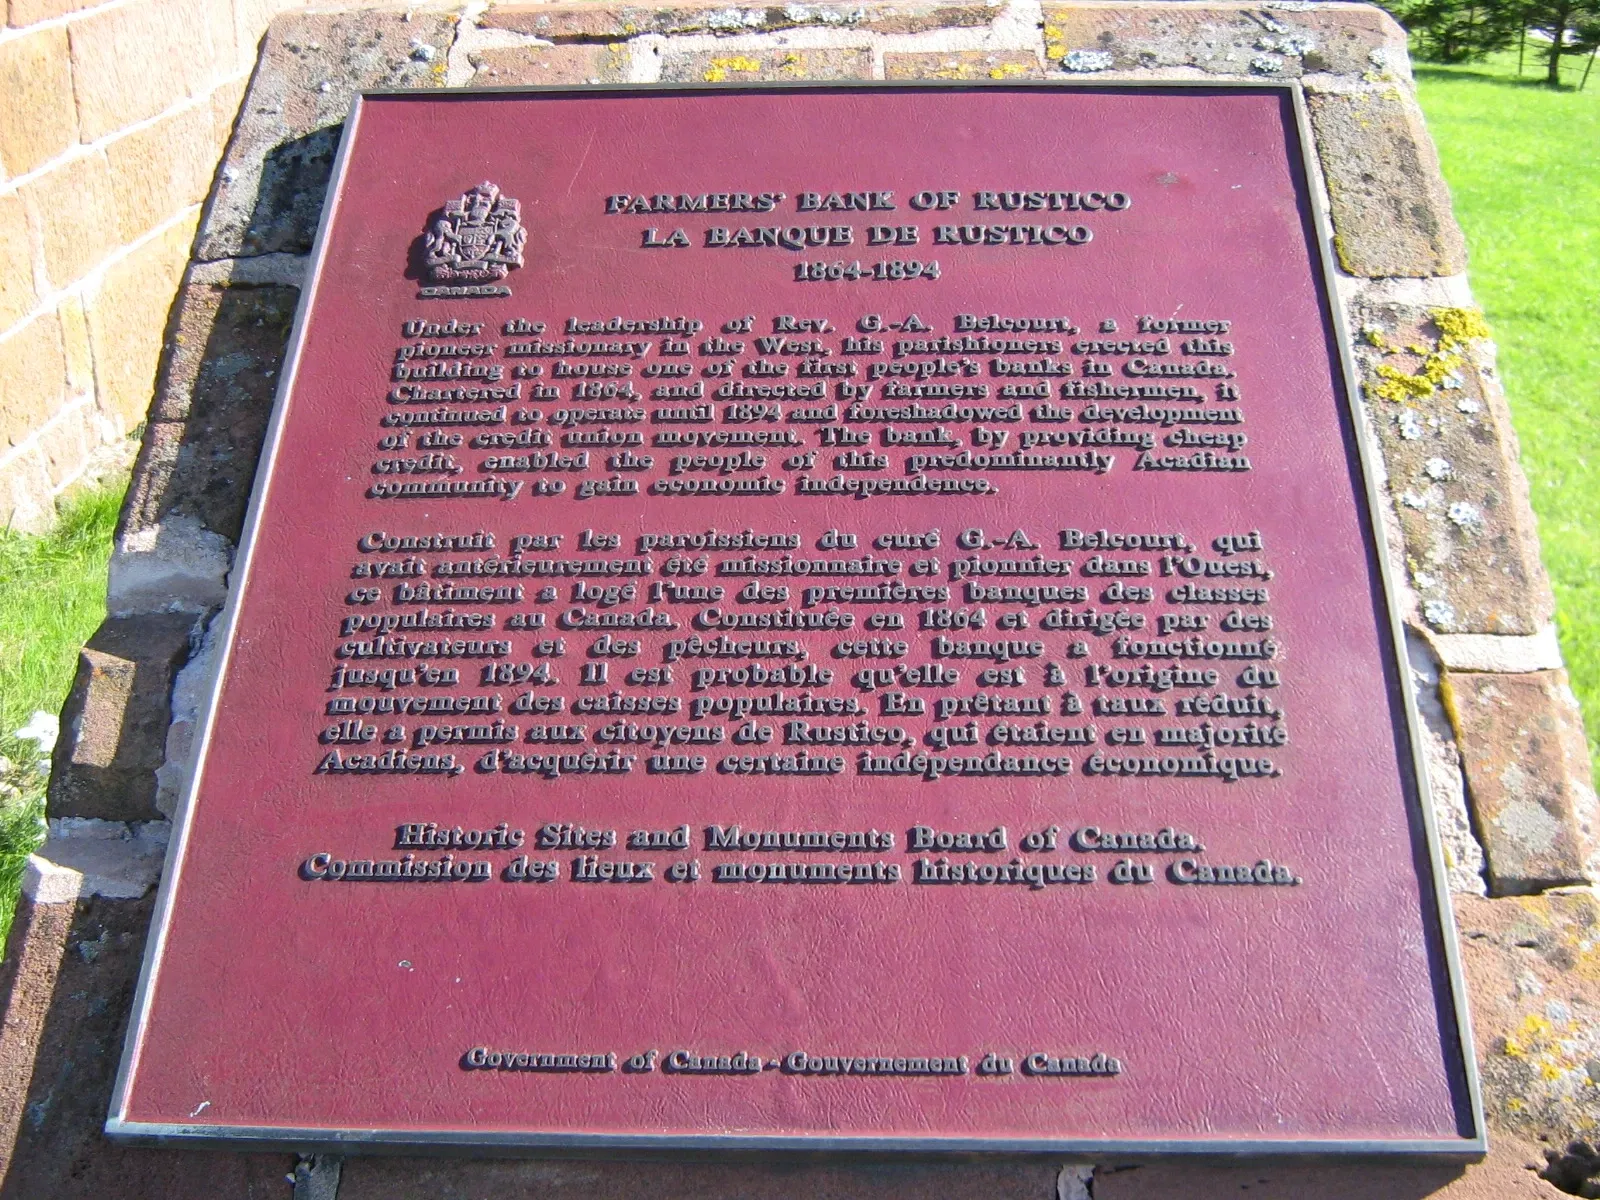 FARMERS' BANK OF RUSTICO
LA BANQUE DE RUSTICO
1864-1894
CANADA
Under the leadership of Rev. G.-A. Belcourt, a former
pioneer missionary in the West, his parishioners erected this
building to house one of the first people's banks in Canada.
Chartered in 1864, and directed by farmers and fishermen, it
continued to operate until 1894 and foreshadowed the development
of the credit union movement. The bank, by providing cheap
credit, enabled the people of this predominantly Acadian
community to gain economic independence.
Construit par les paroissiens du curé G.-A. Belcourt, qui
avait antérieurement été missionnaire et pionnier dans l'Ouest,
ce bâtiment a logé l'une des premières banques des classes
populaires au Canada. Constituée en 1864 et dirigée par des
cultivateurs et des pêcheurs, cette banque a fonctionné
jusqu'en 1894. Il est probable qu'elle est à l'origine du
mouvement des caisses populaires. En prêtant à taux réduit,
elle a permis aux citoyens de Rustico, qui étaient en majorité
Acadiens, d'acquérir une certaine indépendance économique.
Historic Sites and Monuments Board of Canada.
Commission des lieux et monuments historiques du Canada.
Government of Canada - Gouvernement du Canada